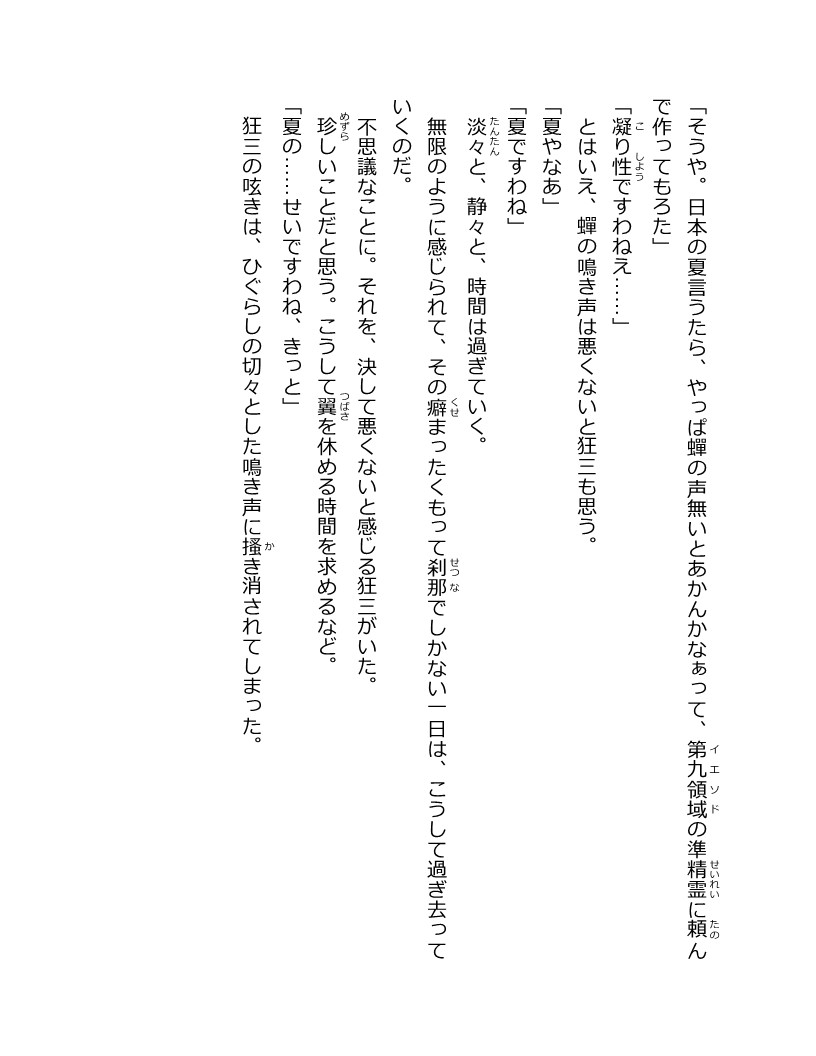 「そうや。日本の夏言うたら、やっぱ蟬の声無いとあかんかなぁって、第九領域の準精霊に頼ん
で作ってもろた」
「凝り性ですわねえ……」
とはいえ、蟬の鳴き声は悪くないと狂三も思う。
「夏やなあ」
「夏ですわね」
淡々と、静々と、時間は過ぎていく。
無限のように感じられて、その癖まったくもって刹那でしかない一日は、こうして過ぎ去って
いくのだ。
不思議なことに。それを、決して悪くないと感じる狂三がいた。
珍しいことだと思う。こうして翼を休める時間を求めるなど。
「夏の……せいですわね、きっと」
狂三の呟きは、ひぐらしの切々とした鳴き声に搔き消されてしまった。